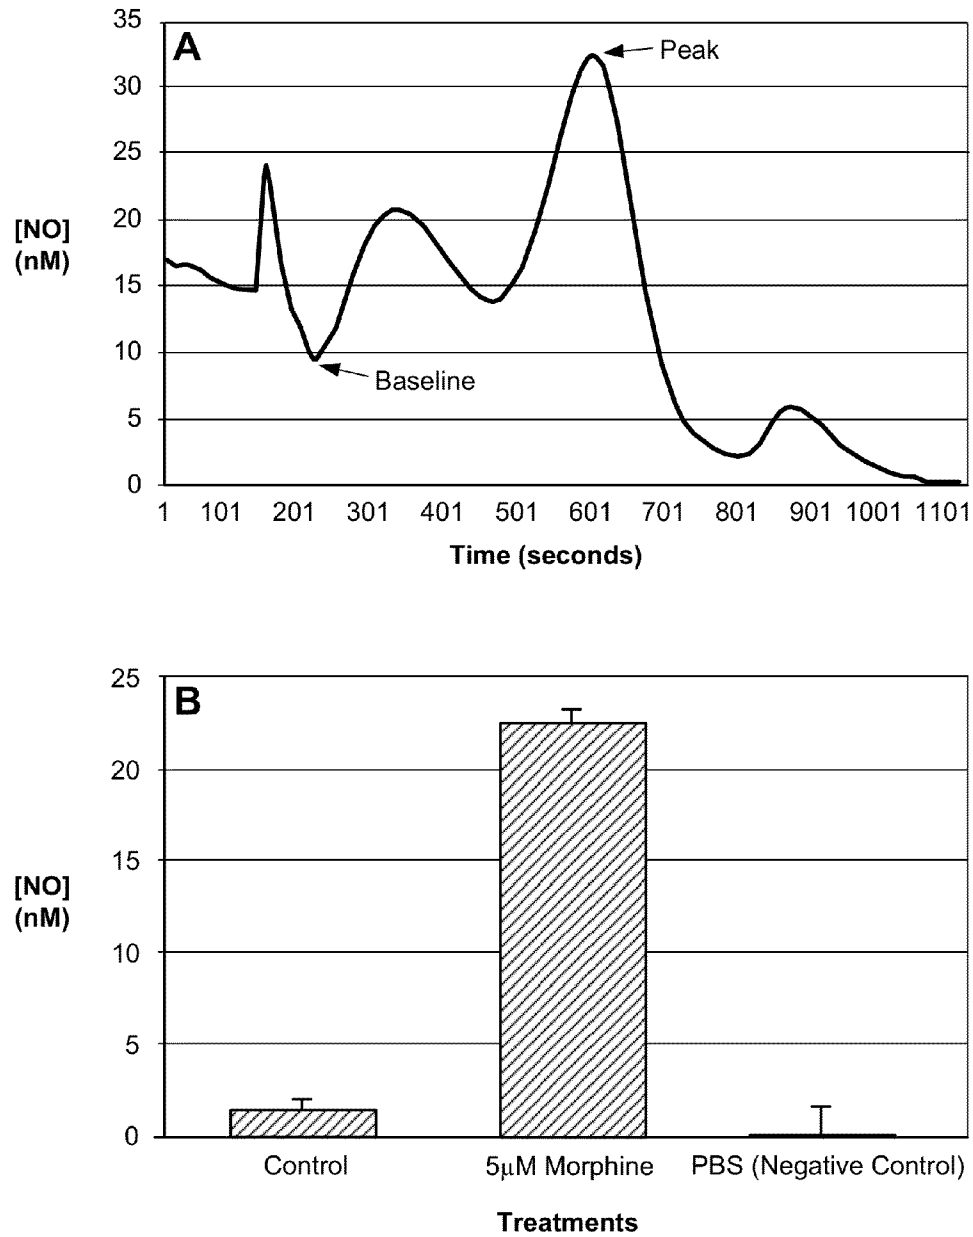 A
35
30
25
20
15
10
5
0
[NO]
(nM)
Peak
Baseline
1 101 201 301 401 501 601 701 801 901 1001 1101
Time (seconds)
B
25
20
15
10
5
0
[NO]
(nM)
Control 5μM Morphine PBS (Negative Control)
Treatments